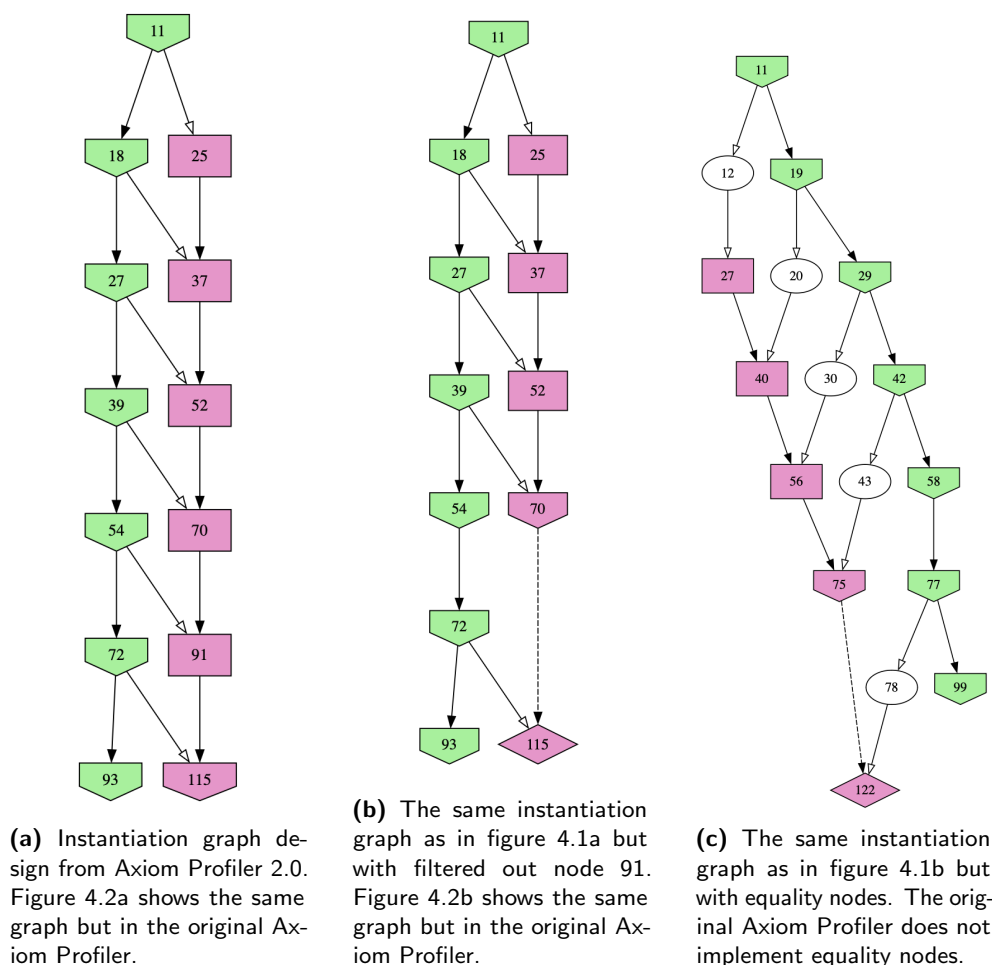 11
18
25
27
37
39
52
54
70
72
91
93
115
(a) Instantiation graph de-
sign from Axiom Profiler 2.0.
Figure 4.2a shows the same
graph but in the original Ax-
iom Profiler.
11
18
25
27
37
39
52
54
70
72
93
115
(b) The same instantiation
graph as in figure 4.1a but
with filtered out node 91.
Figure 4.2b shows the same
graph but in the original Ax-
iom Profiler.
11
12
19
27
20
29
40
30
42
56
43
58
75
77
78
99
122
(c) The same instantiation
graph as in figure 4.1b but
with equality nodes. The orig-
inal Axiom Profiler does not
implement equality nodes.